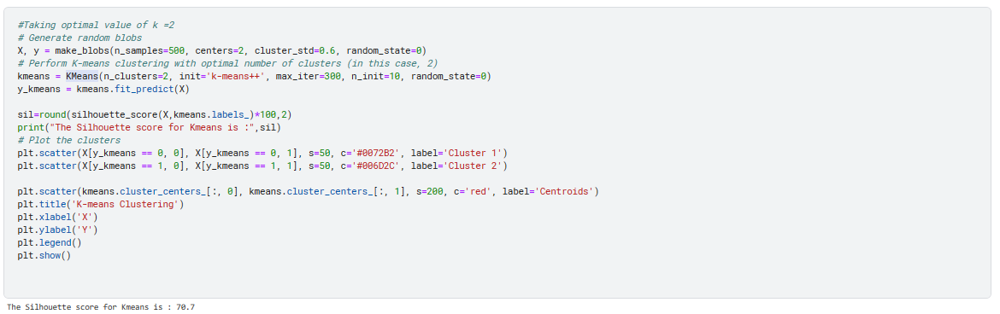 #Taking optimal value of k =2
# Generate random blobs
X, y = make_blobs(n_samples=500, centers=2, cluster_std=0.6, random_state=0)
# Perform K-means clustering with optimal number of clusters (in this case, 2)
kmeans = KMeans(n_clusters=2, init='k-means++', max_iter=300, n_init=10, random_state=0)
y_kmeans = kmeans.fit_predict(X)
sil=round(silhouette_score(X,kmeans.labels_)*100,2)
print("The Silhouette score for Kmeans is :",sil)
# Plot the clusters
plt.scatter(X[y_kmeans == 0, 0], X[y_kmeans == 0, 1], s=50, c='#0072B2', label='Cluster 1')
plt.scatter(X[y_kmeans == 1, 0], X[y_kmeans == 1, 1], s=50, c='#006D2C', label='Cluster 2')
plt.scatter(kmeans.cluster_centers_[:, 0], kmeans.cluster_centers_[:, 1], s=200, c='red', label='Centroids')
plt.title('K-means Clustering')
plt.xlabel('X')
plt.ylabel('Y')
plt.legend()
plt.show()
The Silhouette score for Kmeans is : 70.7